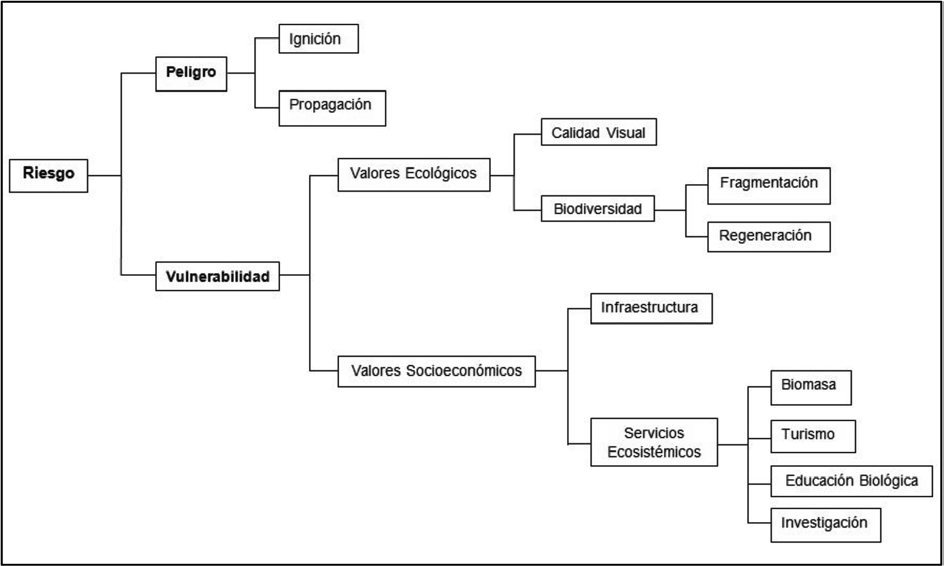 Riesgo
Peligro
Ignición
Propagación
Vulnerabilidad
Valores Ecológicos
Calidad Visual
Biodiversidad
Fragmentación
Regeneración
Valores Socioeconómicos
Infraestructura
Servicios
Ecosistémicos
Biomasa
Turismo
Educación Biológica
Investigación